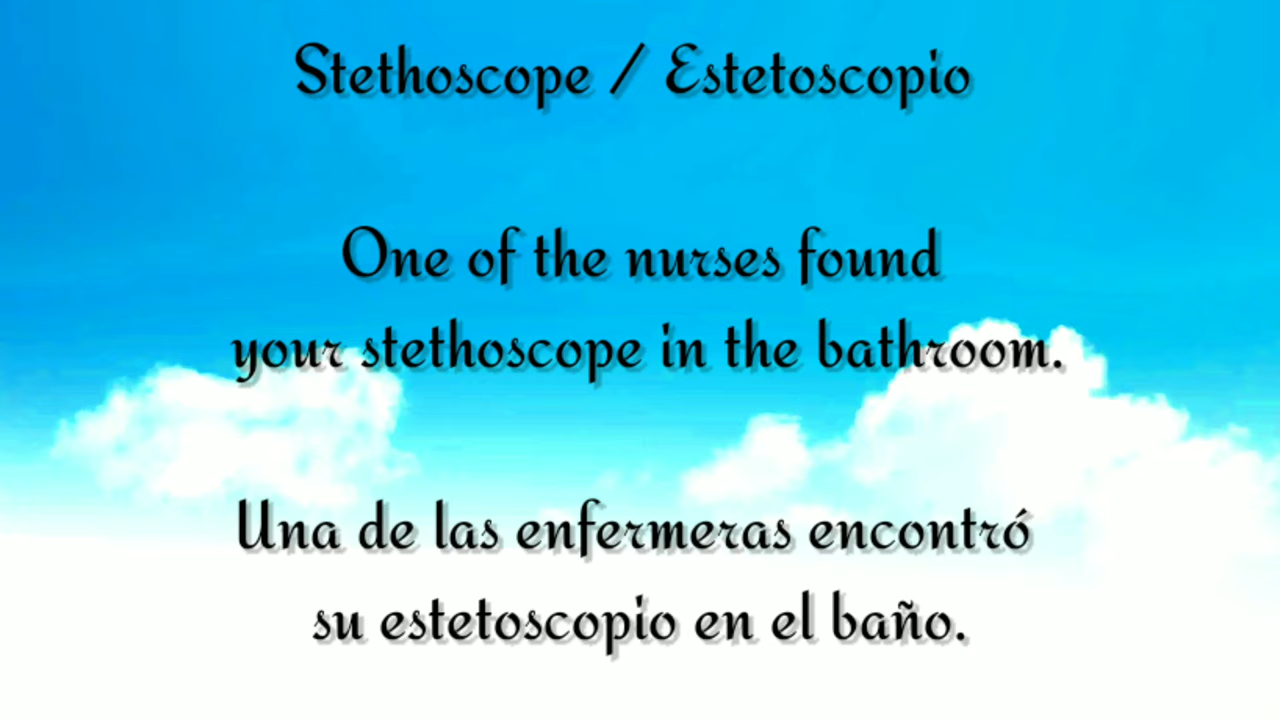 Stethoscope / Estetoscopio
One of the nurses found
your stethoscope in the bathroom.
Una de las enfermeras encontró
su estetoscopio en el baño.